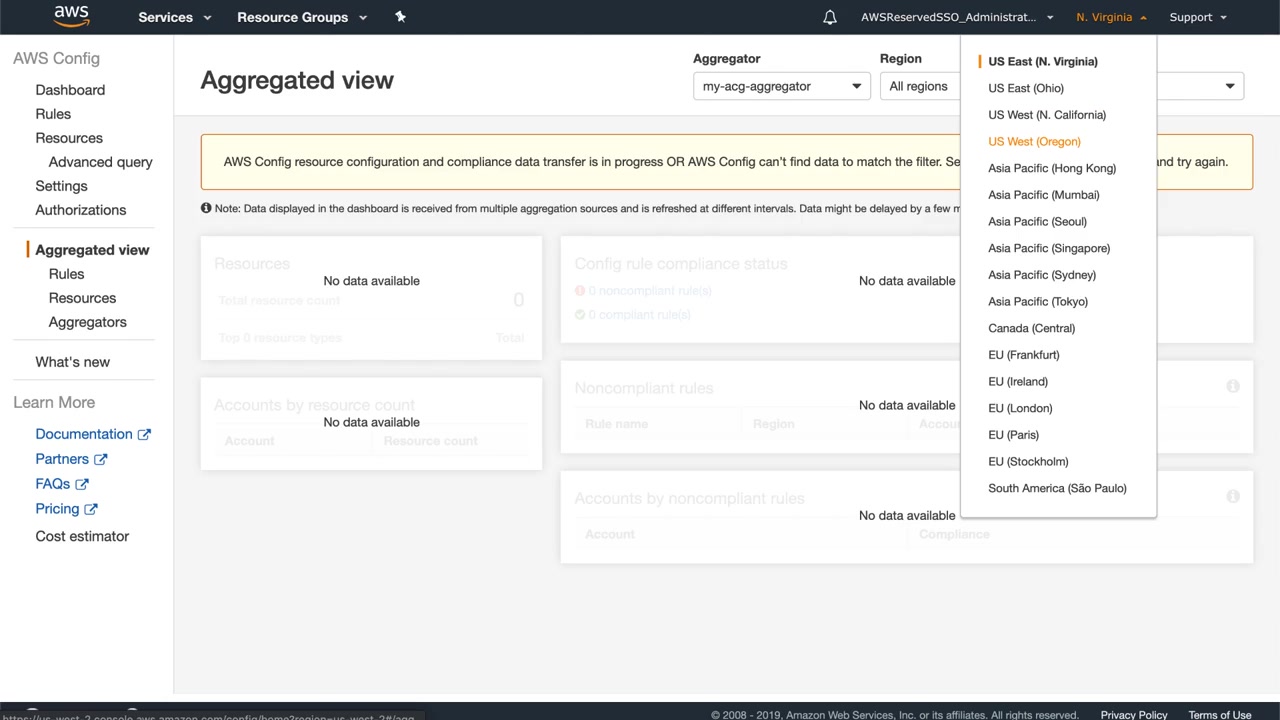 aws
Services
Resource Groups
AWSReservedSSO_Administrat...
N. Virginia
Support
AWS Config
Dashboard
Rules
Resources
Advanced query
Settings
Authorizations
Aggregated view
Rules
Resources
Aggregators
What's new
Learn More
Documentation
Partners
FAQs
Pricing
Cost estimator
Aggregated view
Aggregator
my-acg-aggregator
Region
All regions
AWS Config resource configuration and compliance data transfer is in progress OR AWS Config can't find data to match the filter. Se
and try again.
Note: Data displayed in the dashboard is received from multiple aggregation sources and is refreshed at different intervals. Data might be delayed by a few m
Resources
No data available
Total resource count 0
Top 0 resource types Total
Accounts by resource count
No data available
Account Resource count
Config rule compliance status
No data available
0 noncompliant rule(s)
0 compliant rule(s)
Noncompliant rules
No data available
Rule name Region Accou
Accounts by noncompliant rules
No data available
Account Compliance
US East (N. Virginia)
US East (Ohio)
US West (N. California)
US West (Oregon)
Asia Pacific (Hong Kong)
Asia Pacific (Mumbai)
Asia Pacific (Seoul)
Asia Pacific (Singapore)
Asia Pacific (Sydney)
Asia Pacific (Tokyo)
Canada (Central)
EU (Frankfurt)
EU (Ireland)
EU (London)
EU (Paris)
EU (Stockholm)
South America (São Paulo)
https://us-west-2.console.aws.amazon.com/config/home?region=us-west-2#/agg...
© 2008 - 2019, Amazon Web Services, Inc. or its affiliates. All rights reserved.
Privacy Policy
Terms of Use